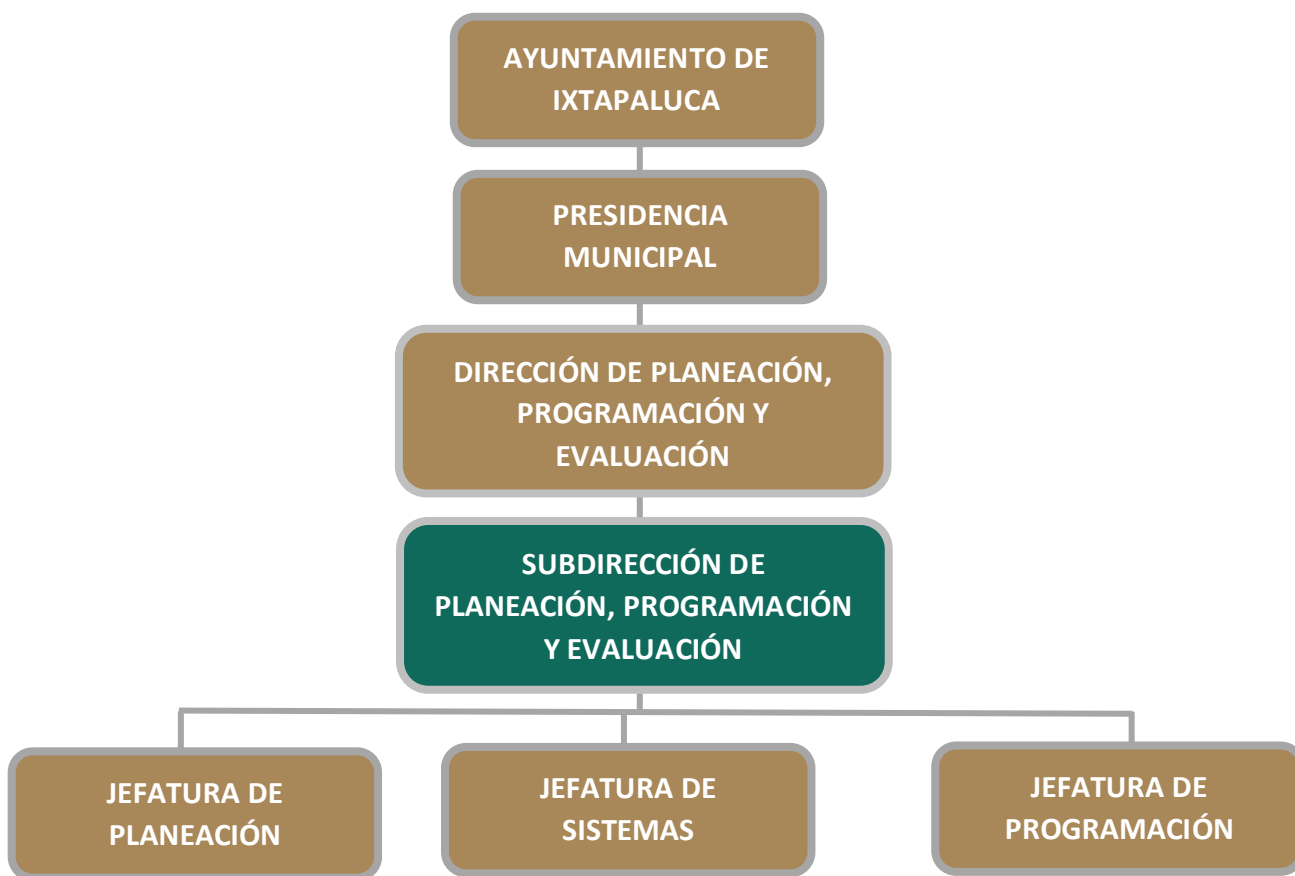 AYUNTAMIENTO DE
IXTAPALUCA
PRESIDENCIA
MUNICIPAL
DIRECCIÓN DE PLANEACIÓN,
PROGRAMACIÓN Y
EVALUACIÓN
SUBDIRECCIÓN DE
PLANEACIÓN, PROGRAMACIÓN
Y EVALUACIÓN
JEFATURA DE
PLANEACIÓN
JEFATURA DE
SISTEMAS
JEFATURA DE
PROGRAMACIÓN